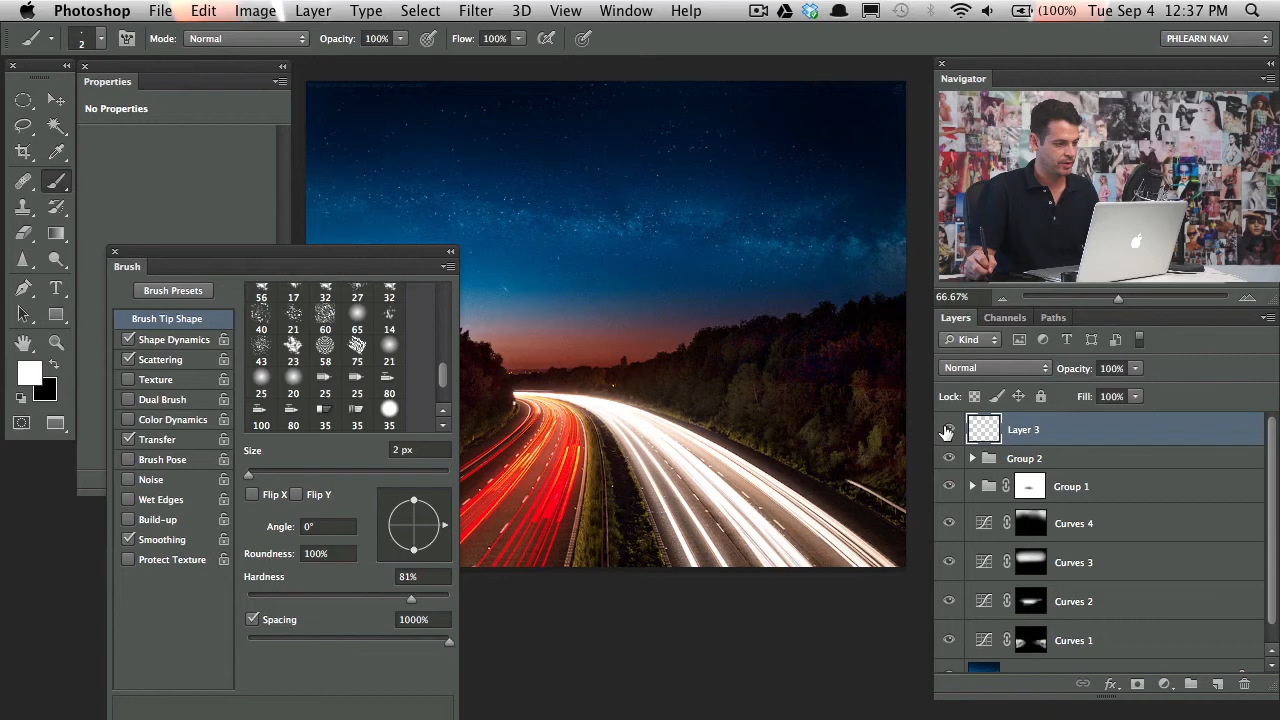 Photoshop File Edit Image Layer Type Select Filter 3D View Window Help (100%) Tue Sep 4 12:37 PM
2 Mode: Normal Opacity: 100% Flow: 100% PHLEARN NAV
Properties
No Properties
Navigator
66.67%
Brush
Brush Presets
Brush Tip Shape
Shape Dynamics
Scattering
Texture
Dual Brush
Color Dynamics
Transfer
Brush Pose
Noise
Wet Edges
Build-up
Smoothing
Protect Texture
56 17 32 27 32
40 21 60 65 14
43 23 58 75 21
25 20 25 25 80
100 80 35 35 35
Size 2 px
Flip X Flip Y
Angle: 0°
Roundness: 100%
Hardness 81%
Spacing 1000%
Layers Channels Paths
Kind
Normal Opacity: 100%
Lock: Fill: 100%
Layer 3
Group 2
Group 1
Curves 4
Curves 3
Curves 2
Curves 1
fx